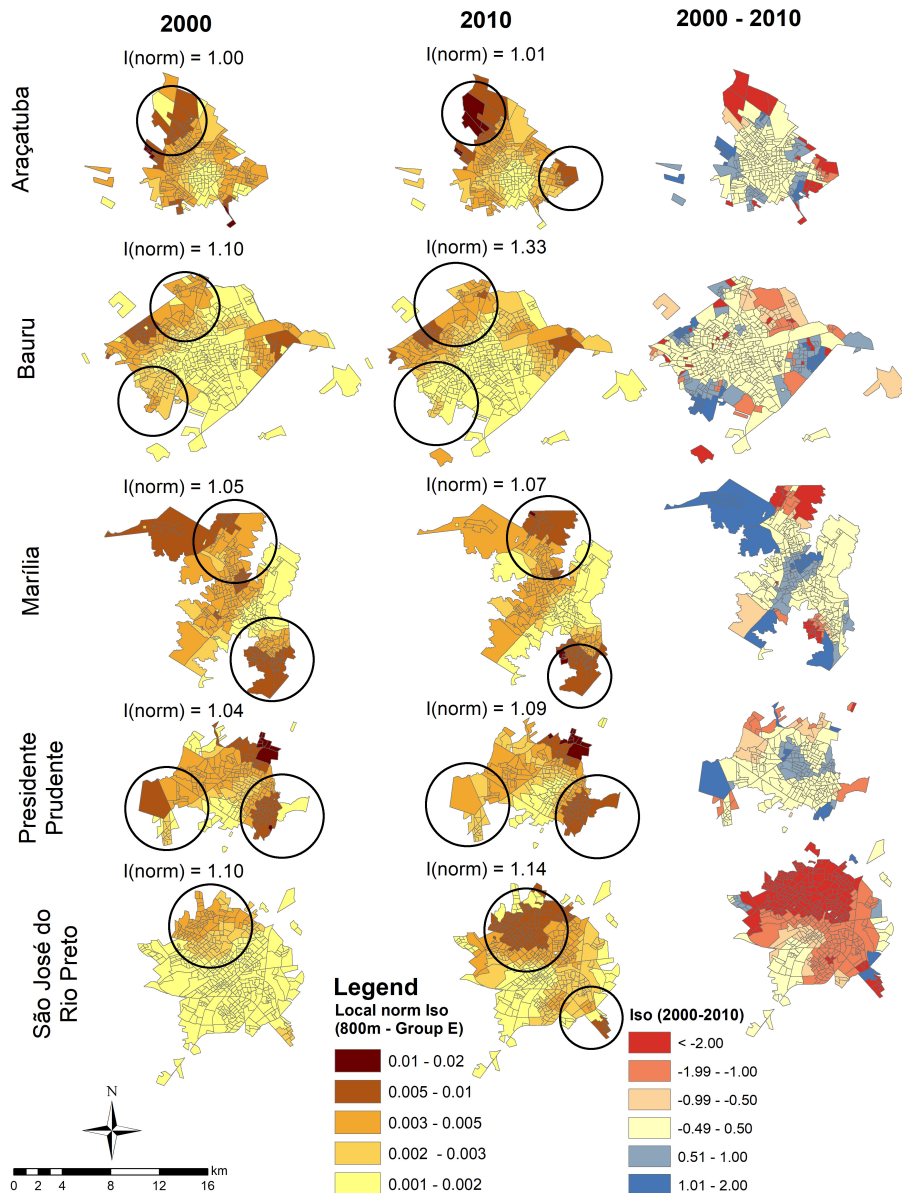 2000
2010
2000 - 2010
I(norm) = 1.00
I(norm) = 1.01
Araçatuba
I(norm) = 1.10
I(norm) = 1.33
Bauru
I(norm) = 1.05
I(norm) = 1.07
Marília
I(norm) = 1.04
I(norm) = 1.09
Presidente
Prudente
I(norm) = 1.10
I(norm) = 1.14
São José do
Rio Preto
Legend
Local norm Iso
(800m - Group E)
0.01 - 0.02
0.005 - 0.01
0.003 - 0.005
0.002 - 0.003
0.001 - 0.002
Iso (2000-2010)
< -2.00
-1.99 - -1.00
-0.99 - -0.50
-0.49 - 0.50
0.51 - 1.00
1.01 - 2.00
N
km
0 2 4 8 12 16